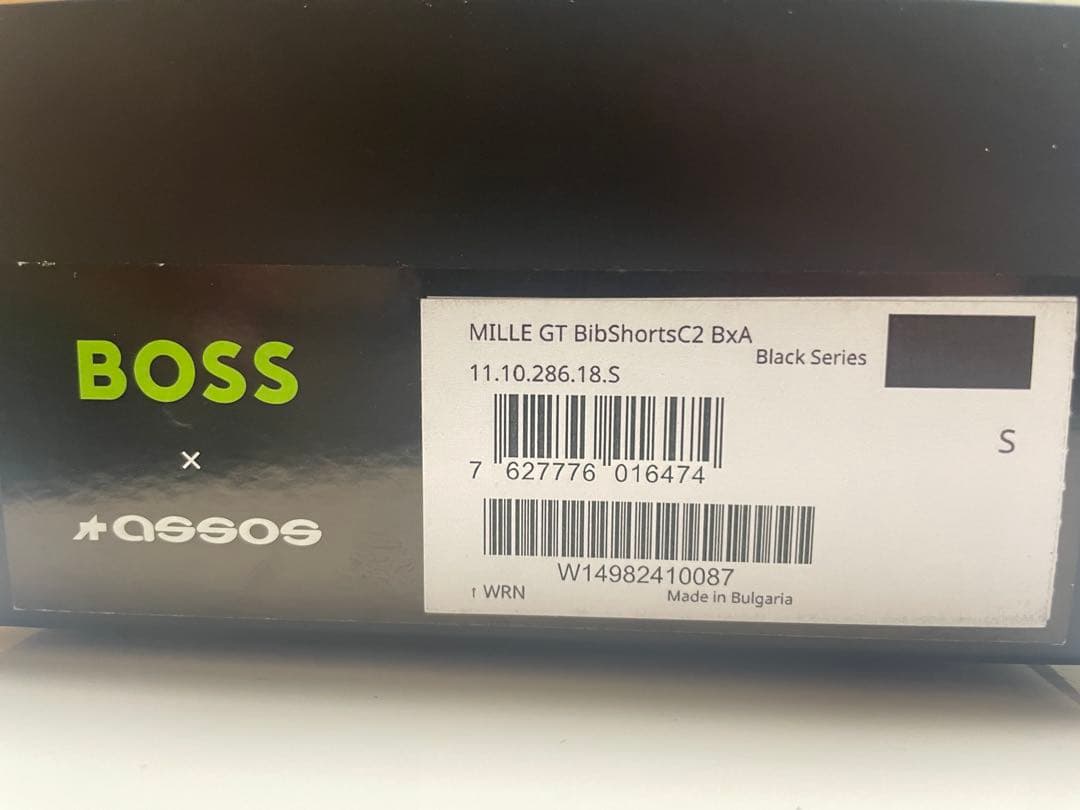 BOSS
×
assos
MILLE GT BibShortsC2 BxA
Black Series
11.10.286.18.S
S
7 627776 016474
W14982410087
↑ WRN
Made in Bulgaria